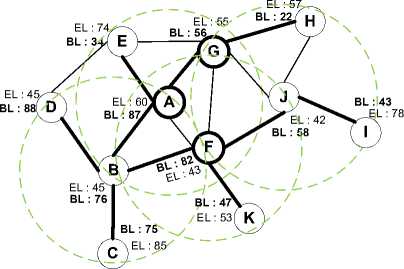 EL : 57
BL : 22
H
EL : 74
BL : 34
E
EL : 55
BL : 56
G
EL : 45
BL : 88
D
EL : 60
BL : 87
A
J
EL : 42
BL : 58
BL : 43
EL : 78
I
B
EL : 45
BL : 76
BL : 82
EL : 43
F
BL : 47
EL : 53
K
BL : 75
EL : 85
C